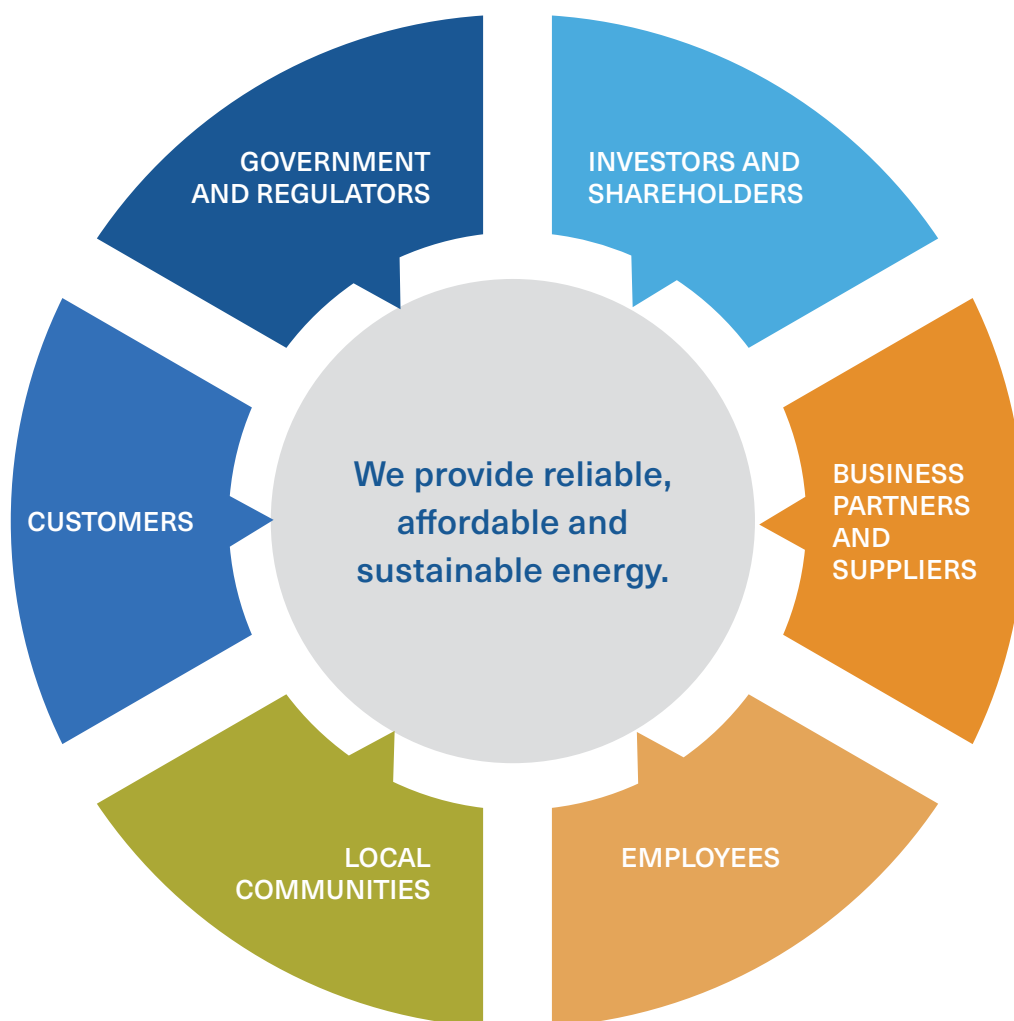 GOVERNMENT
AND REGULATORS
INVESTORS AND
SHAREHOLDERS
CUSTOMERS
We provide reliable,
affordable and
sustainable energy.
BUSINESS
PARTNERS
AND
SUPPLIERS
LOCAL
COMMUNITIES
EMPLOYEES